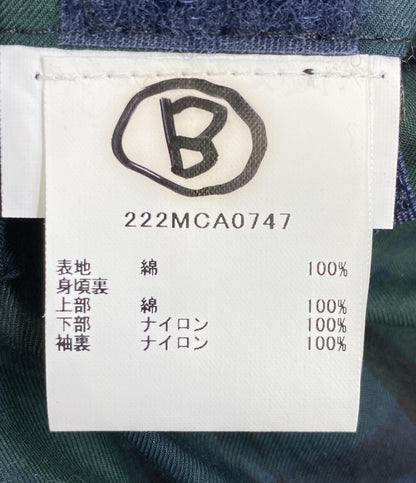 B
222MCA0747
表地 綿 100%
身頃裏
上部 綿 100%
下部 ナイロン 100%
袖裏 ナイロン 100%